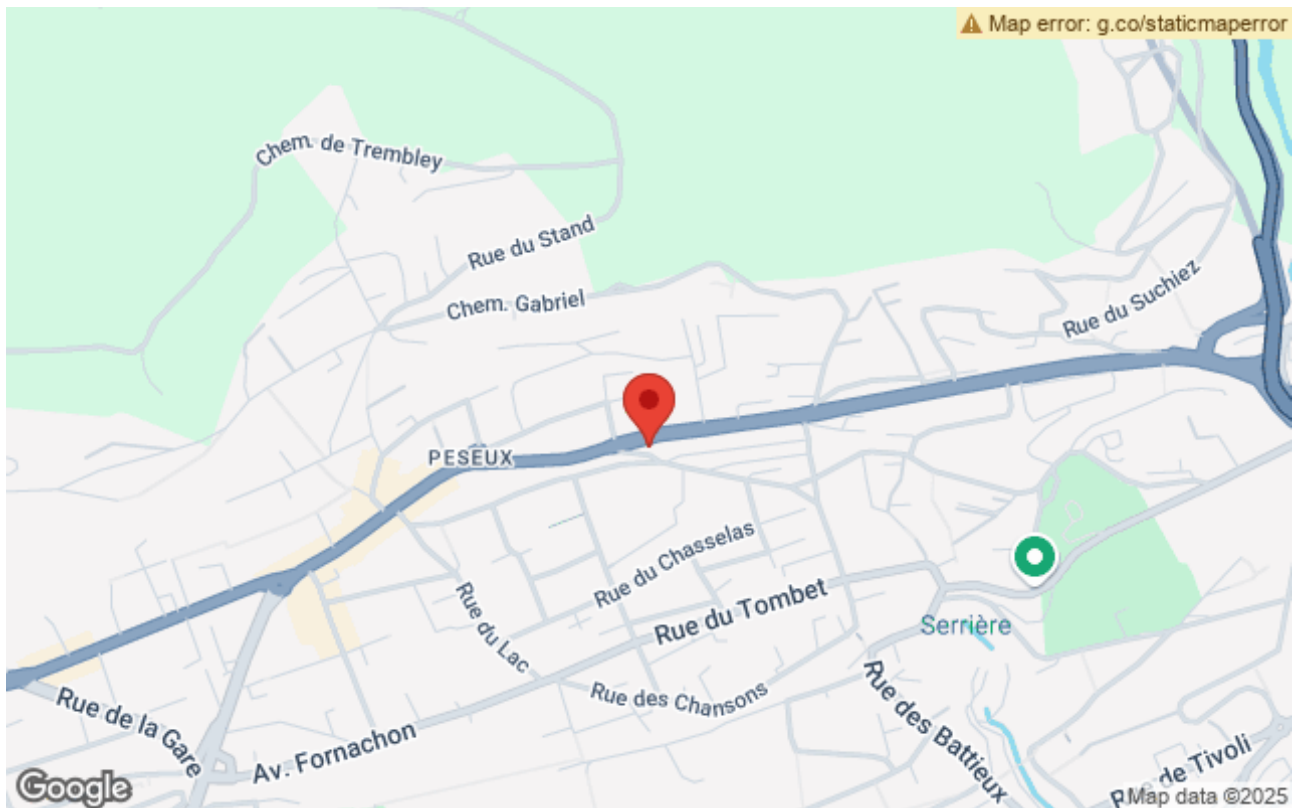 Map error: g.co/staticmaperror
Chem. de Trembley
Rue du Stand
Chem. Gabriel
Rue du Suchiez
PESEUX
Rue du Chasselas
Rue du Tombet
Serrière
Rue du Lac
Rue des Chansons
Rue de la Gare
Av. Fornachon
Rue des Battieux
Rue de Tivoli
Google
Map data ©2025